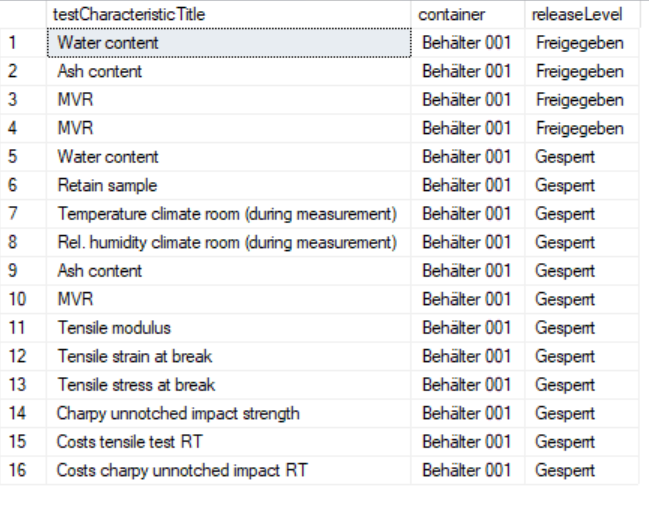 testCharacteristicTitle container releaseLevel
1 Water content Behälter 001 Freigegeben
2 Ash content Behälter 001 Freigegeben
3 MVR Behälter 001 Freigegeben
4 MVR Behälter 001 Freigegeben
5 Water content Behälter 001 Gesperrt
6 Retain sample Behälter 001 Gesperrt
7 Temperature climate room (during measurement) Behälter 001 Gesperrt
8 Rel. humidity climate room (during measurement) Behälter 001 Gesperrt
9 Ash content Behälter 001 Gesperrt
10 MVR Behälter 001 Gesperrt
11 Tensile modulus Behälter 001 Gesperrt
12 Tensile strain at break Behälter 001 Gesperrt
13 Tensile stress at break Behälter 001 Gesperrt
14 Charpy unnotched impact strength Behälter 001 Gesperrt
15 Costs tensile test RT Behälter 001 Gesperrt
16 Costs charpy unnotched impact RT Behälter 001 Gesperrt